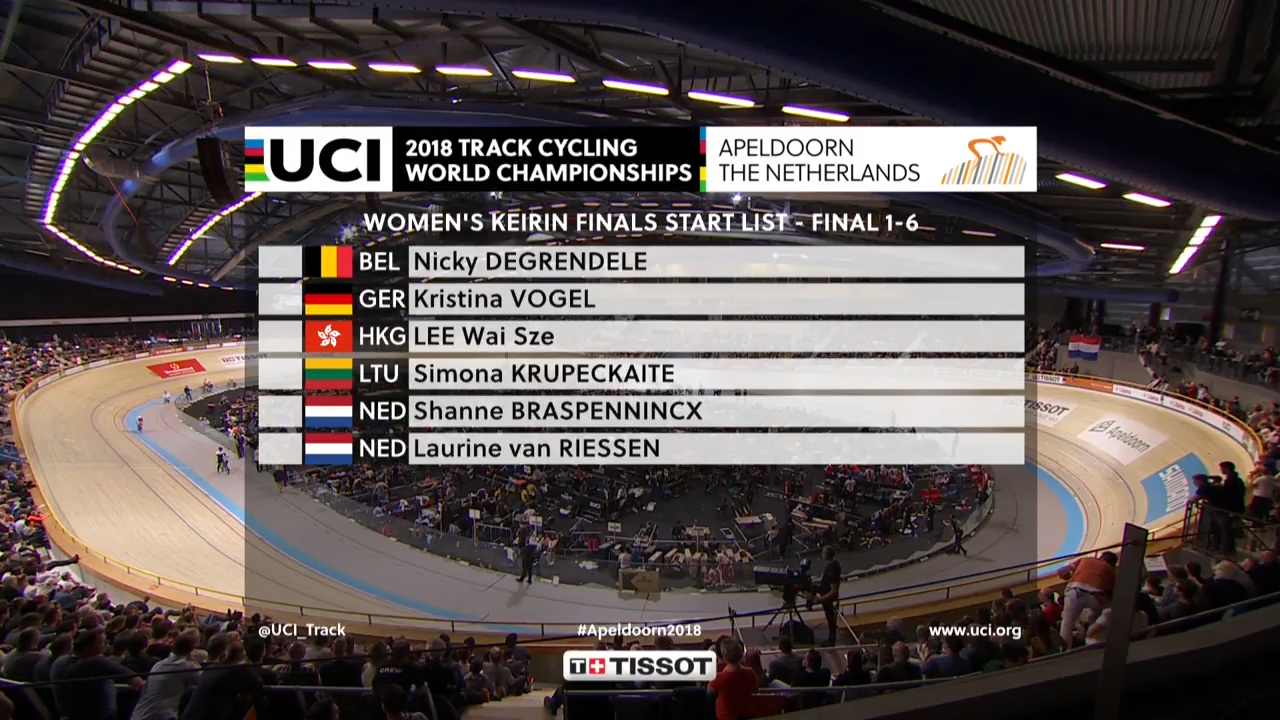 UCI
2018 TRACK CYCLING
WORLD CHAMPIONSHIPS
APELDOORN
THE NETHERLANDS
WOMEN'S KEIRIN FINALS START LIST - FINAL 1-6
BEL Nicky DEGRENDELE
GER Kristina VOGEL
HKG LEE Wai Sze
LTU Simona KRUPECKAITE
NED Shanne BRASPENNINCX
NED Laurine van RIESSEN
TISSOT
Apeldoorn
@UCI_Track
#Apeldoorn2018
www.uci.org
CREW
TISSOT